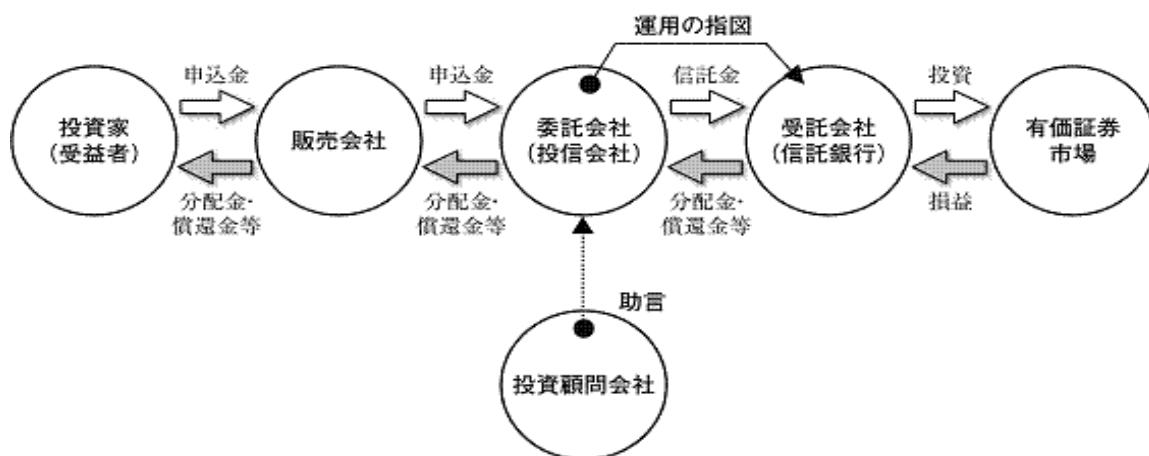 運用の指図
申込金
申込金
信託金
投資
投資家
(受益者)
販売会社
委託会社
(投信会社)
受託会社
(信託銀行)
有価証券
市場
分配金・
償還金等
分配金・
償還金等
分配金・
償還金等
損益
助言
投資顧問会社